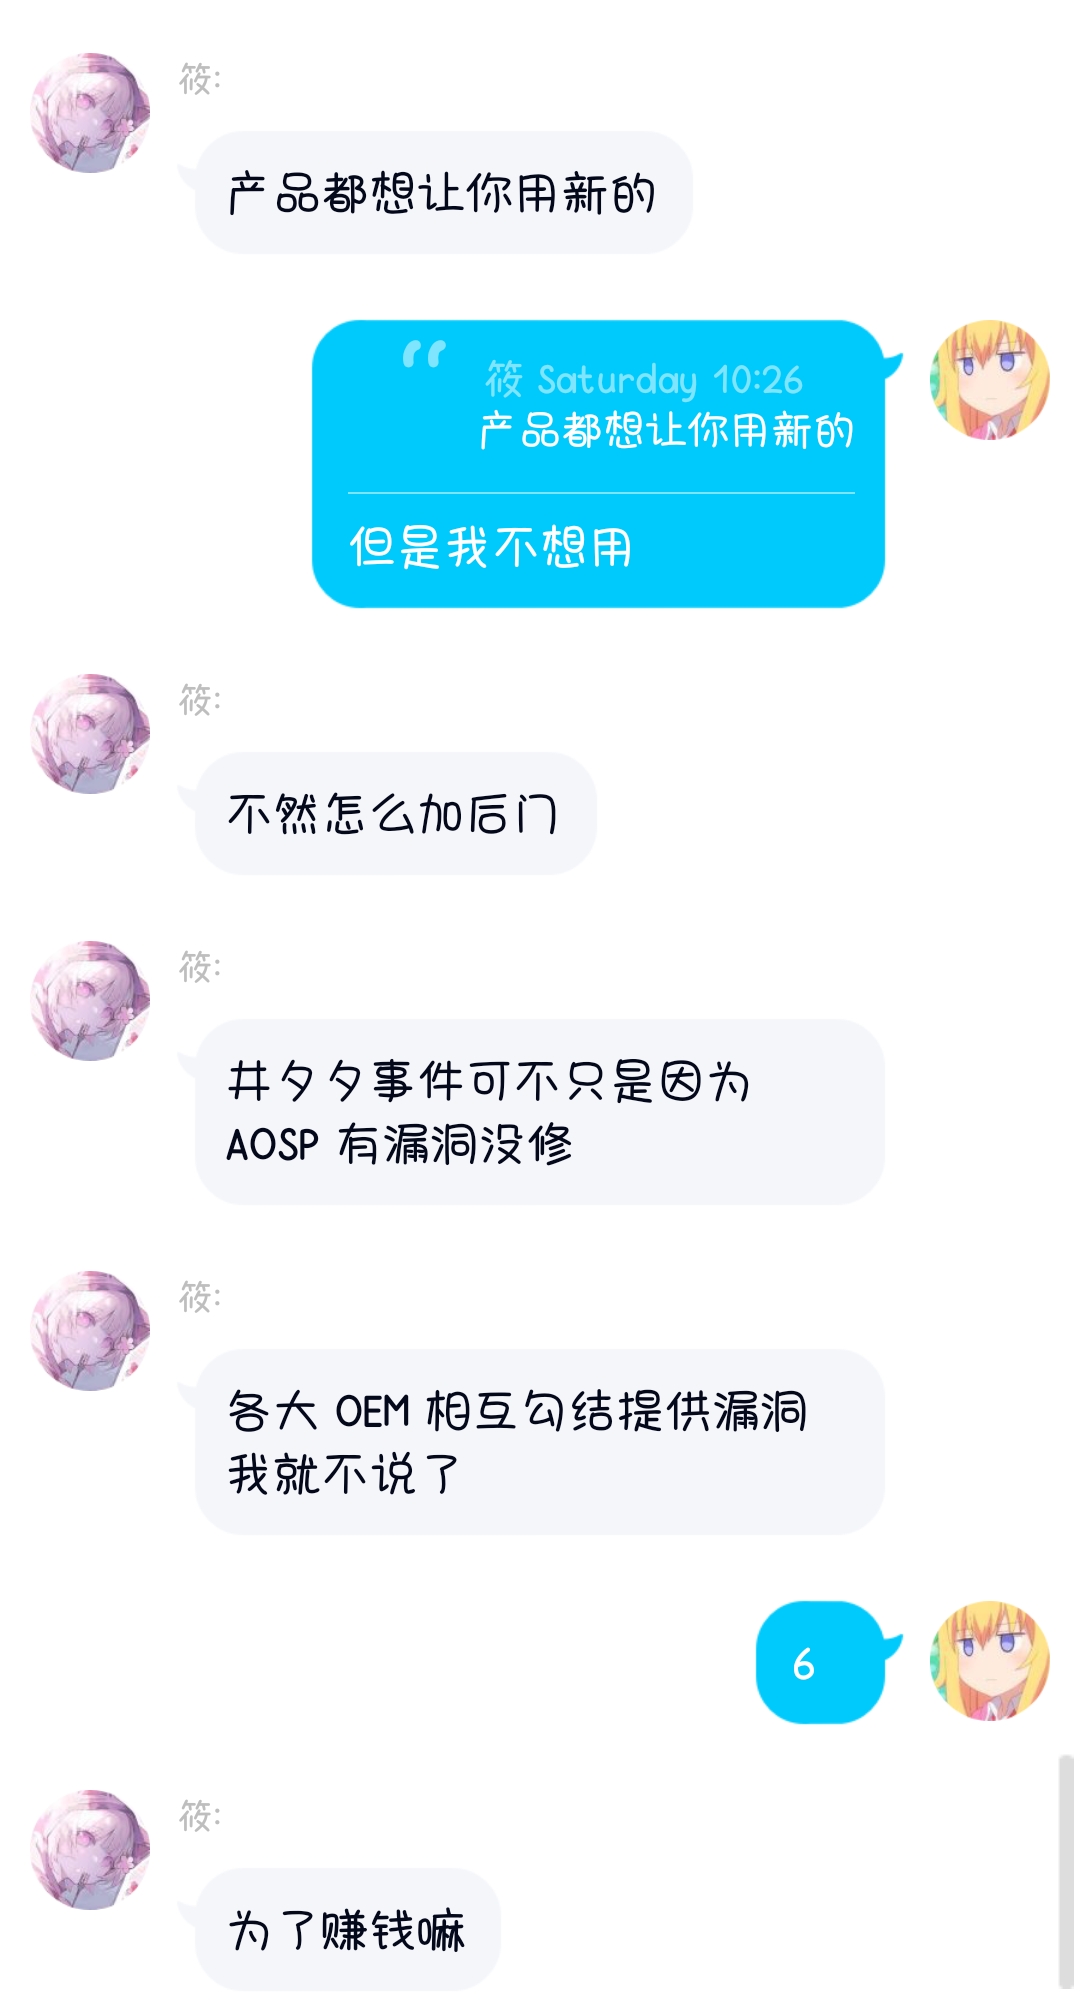 筱:
产品都想让你用新的
筱 Saturday 10:26
产品都想让你用新的
但是我不想用
筱:
不然怎么加后门
筱:
井夕夕事件可不只是因为
AOSP 有漏洞没修
筱:
各大 OEM 相互勾结提供漏洞
我就不说了
6
筱:
为了赚钱嘛